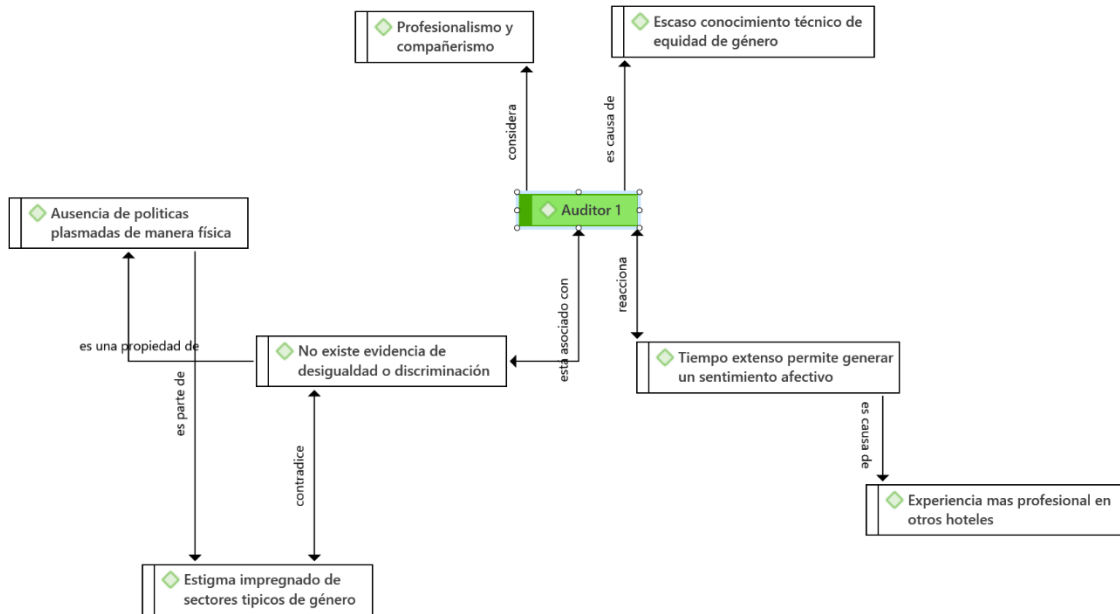 Profesionalismo y
compañerismo
Escaso conocimiento técnico de
equidad de género
considera
es causa de
Auditor 1
Ausencia de politicas
plasmadas de manera física
reacciona
esta asociado con
es una propiedad de
No existe evidencia de
desigualdad o discriminación
Tiempo extenso permite generar
un sentimiento afectivo
es parte de
contradice
es causa de
Experiencia mas profesional en
otros hoteles
Estigma impregnado de
sectores tipicos de género